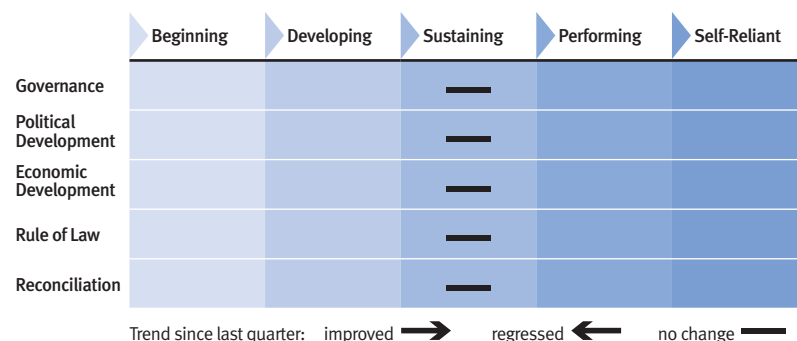 Beginning Developing Sustaining Performing Self-Reliant
Governance
Political
Development
Economic
Development
Rule of Law
Reconciliation
Trend since last quarter: improved regressed no change